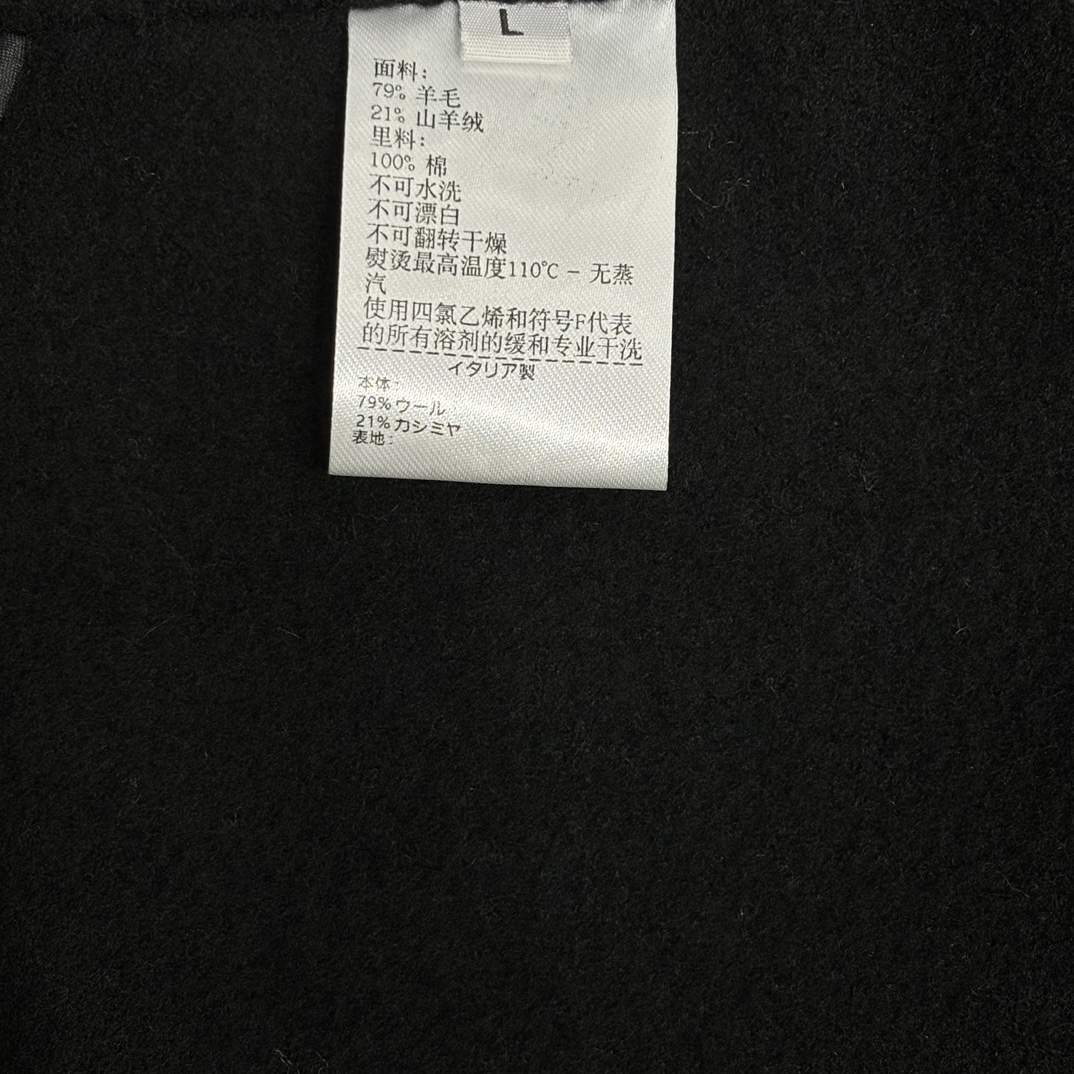 L
面料:
79% 羊毛
21% 山羊绒
里料:
100% 棉
不可水洗
不可漂白
不可翻转干燥
熨烫最高温度110℃ - 无蒸
汽
使用四氯乙烯和符号F代表
的所有溶剂的缓和专业干洗
イタリア製
本体:
79%ウール
21%カシミヤ
表地: